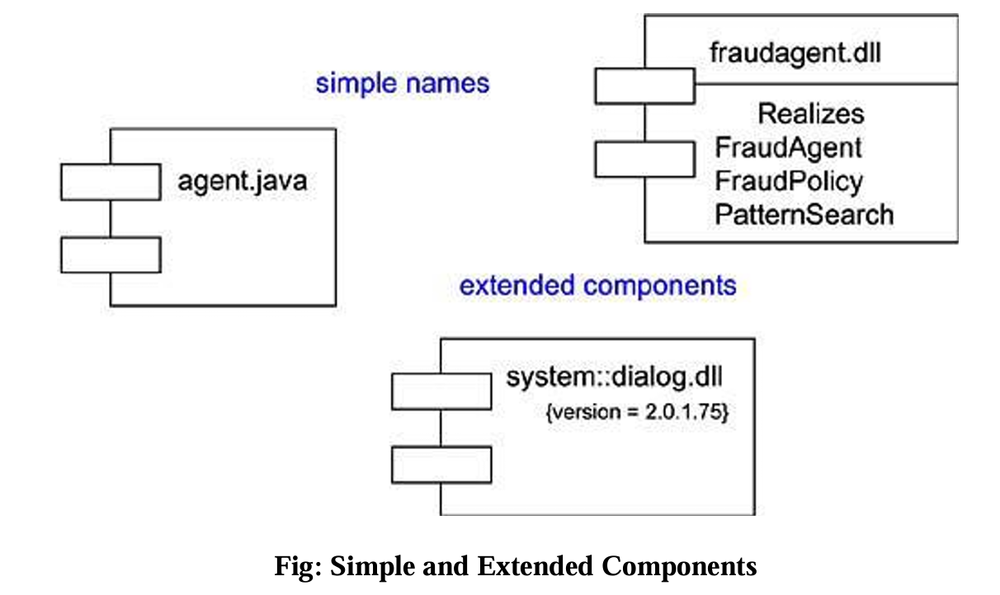 fraudagent.dll
simple names
Realizes
FraudAgent
FraudPolicy
PatternSearch
agent.java
extended components
system::dialog.dll
{version = 2.0.1.75}
Fig: Simple and Extended Components